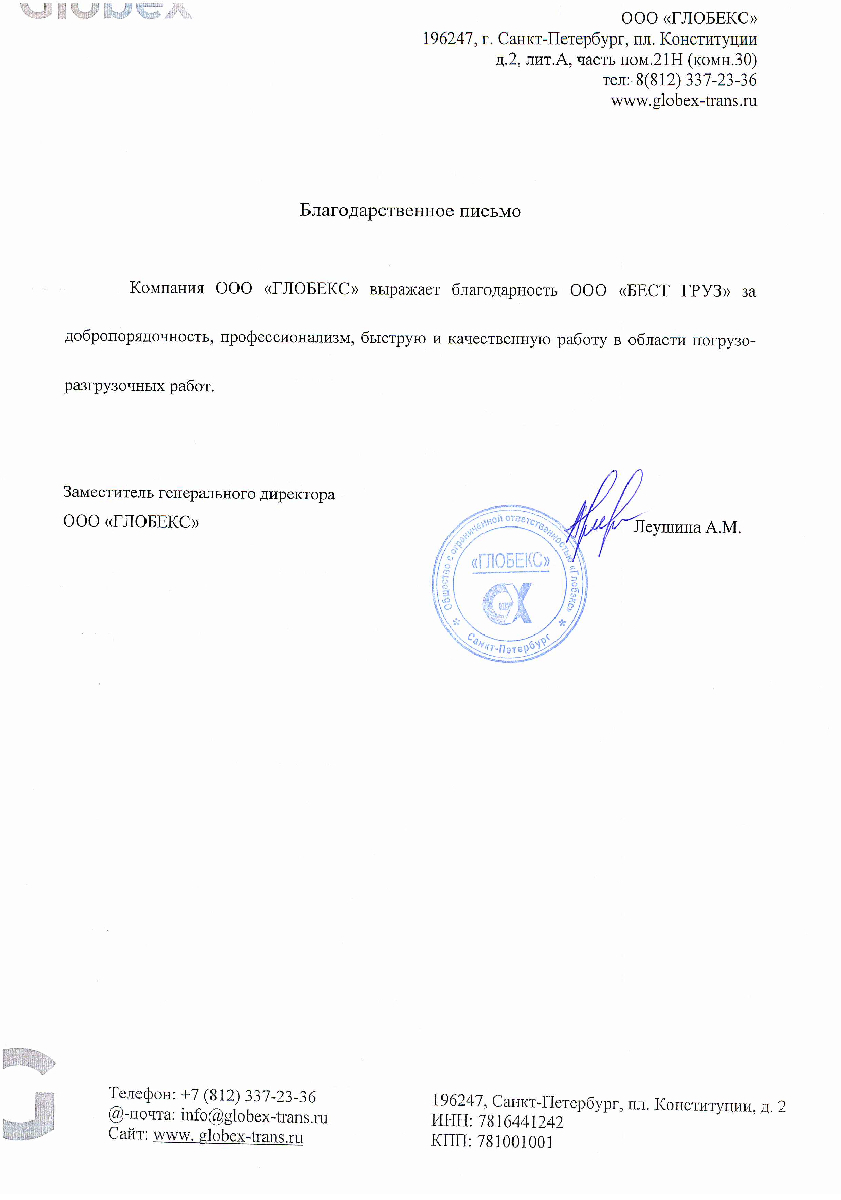 Globex
ООО «ГЛОБЕКС»
196247, г. Санкт-Петербург, пл. Конституции
д.2, лит.А, часть пом.21Н (комн.30)
тел: 8(812) 337-23-36
www.globex-trans.ru
Благодарственное письмо
Компания ООО «ГЛОБЕКС» выражает благодарность ООО «БЕСТ ГРУЗ» за
добропорядочность, профессионализм, быструю и качественную работу в области погрузо-
разгрузочных работ.
Заместитель генерального директора
ООО «ГЛОБЕКС»
Леушина А.М.
Общество с ограниченной ответственностью «Глобекс»
«ГЛОБЕКС»
Санкт-Петербург
Телефон: +7 (812) 337-23-36
@-почта: info@globex-trans.ru
Сайт: www. globex-trans.ru
196247, Санкт-Петербург, пл. Конституции, д. 2
ИНН: 7816441242
КПП: 781001001